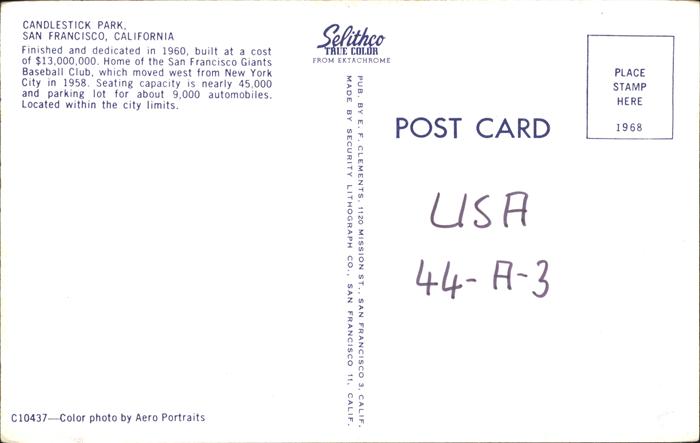 CANDLESTICK PARK,
SAN FRANCISCO, CALIFORNIA
Finished and dedicated in 1960, built at a cost
of $13,000,000. Home of the San Francisco Giants
Baseball Club, which moved west from New York
City in 1958. Seating capacity is nearly 45,000
and parking lot for about 9,000 automobiles.
Located within the city limits.
C10437—Color photo by Aero Portraits
Selithco
TRUE COLOR
FROM EKTACHROME
PUB. BY E. F. CLEMENTS, 1120 MISSION ST., SAN FRANCISCO 3, CALIF.
MADE BY SECURITY LITHOGRAPH CO., SAN FRANCISCO 11, CALIF.
POST CARD
PLACE
STAMP
HERE
1968
USA
44-A-3